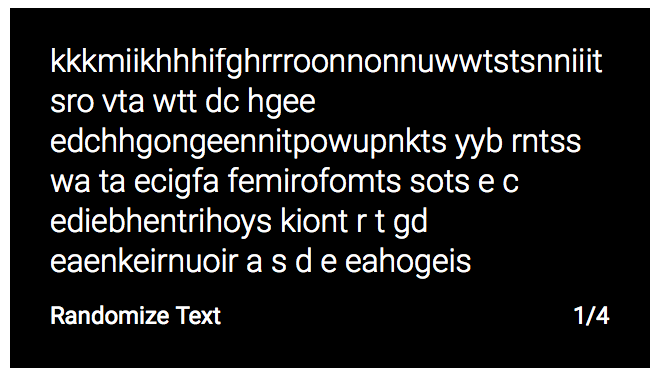 kkkmiikhhhifghrrroonnonnuwwtstsnniiit
sro vta wtt dc hgee
edchhgongeennitpowupnkts yyb rntss
wa ta ecigfa femirofomts sots e c
ediebhentrihoys kiont r t gd
eaenkeirnuoir a s d e eahogeis
Randomize Text 1/4